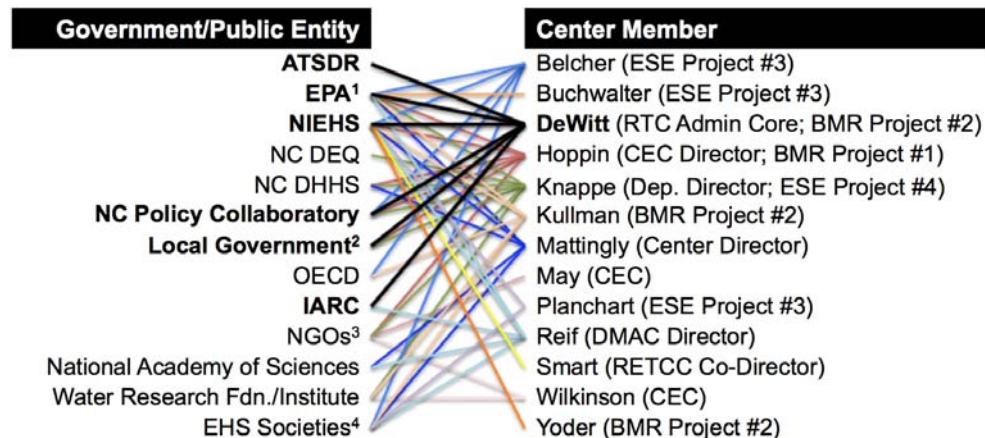 Government/Public Entity Center Member
ATSDR Belcher (ESE Project #3)
EPA¹ Buchwalter (ESE Project #3)
NIEHS DeWitt (RTC Admin Core; BMR Project #2)
NC DEQ Hoppin (CEC Director; BMR Project #1)
NC DHHS Knappe (Dep. Director; ESE Project #4)
NC Policy Collaboratory Kullman (BMR Project #2)
Local Government² Mattingly (Center Director)
OECD May (CEC)
IARC Planchart (ESE Project #3)
NGOs³ Reif (DMAC Director)
National Academy of Sciences Smart (RETCC Co-Director)
Water Research Fdn./Institute Wilkinson (CEC)
EHS Societies⁴ Yoder (BMR Project #2)